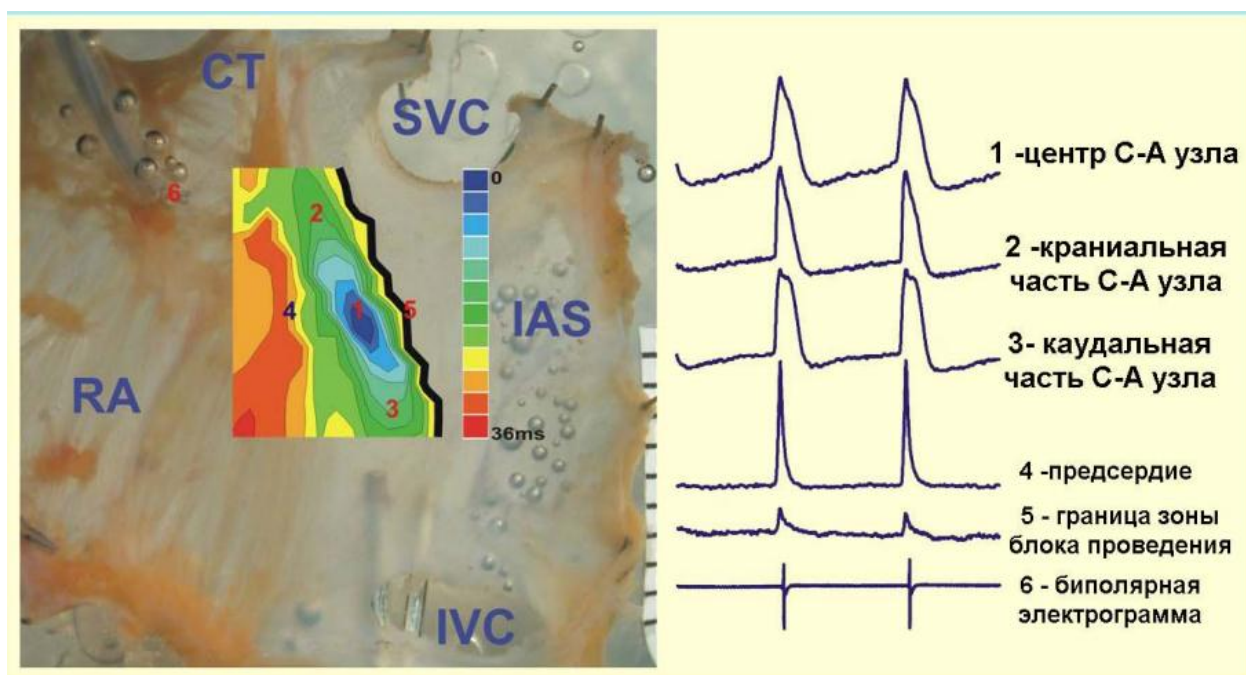 CT
SVC
6
0
2
4
1
5
IAS
RA
3
36ms
IVC
1 -центр С-А узла
2 -краниальная
часть С-А узла
3- каудальная
часть С-А узла
4 -предсердие
5 - граница зоны
блока проведения
6 - биполярная
электрограмма